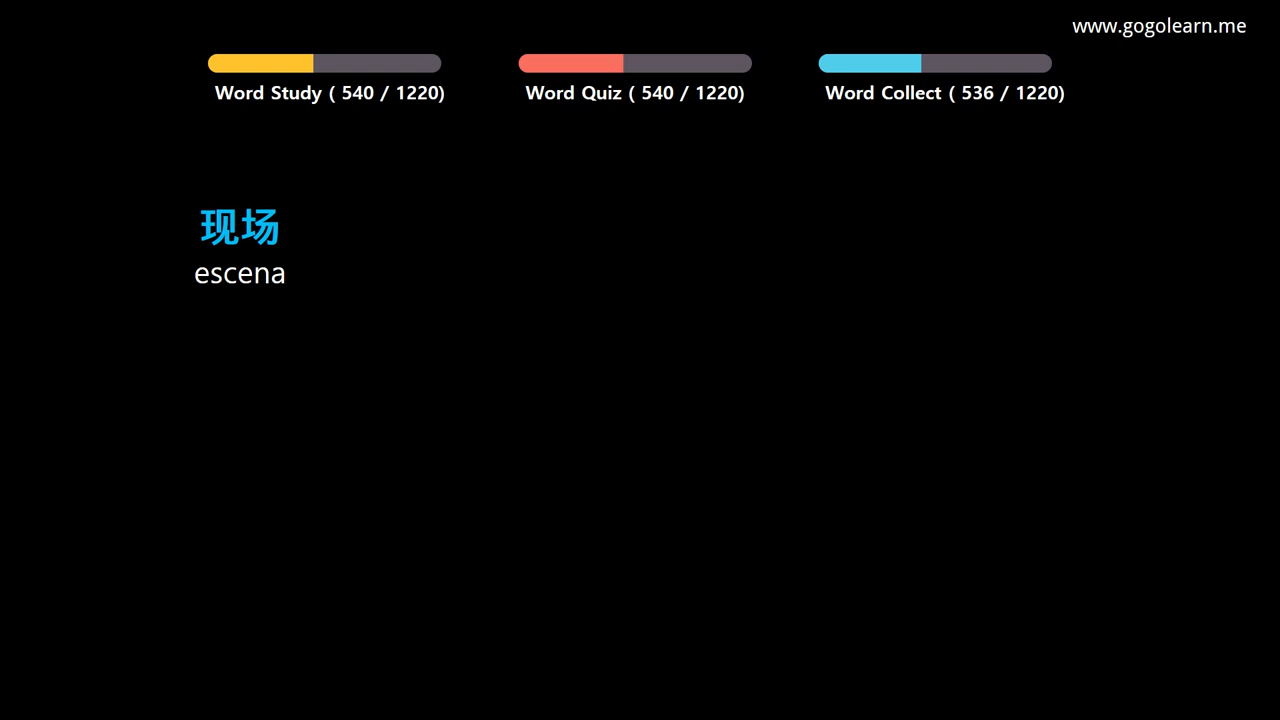 www.gogolearn.me
Word Study ( 540 / 1220)
Word Quiz ( 540 / 1220)
Word Collect ( 536 / 1220)
现场
escena